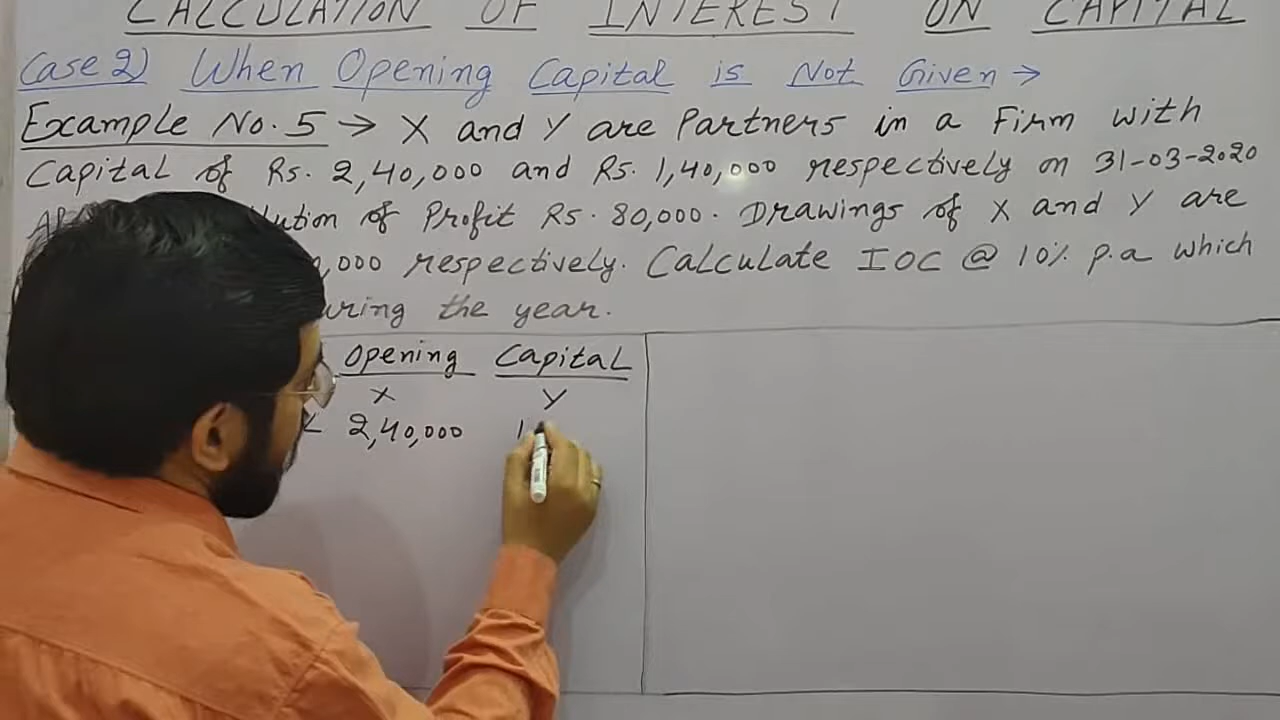 CALCULATION OF INTEREST ON CAPITAL
Case 2) When Opening Capital is Not Given →
Example No. 5 → X and Y are Partners in a Firm with
Capital of Rs. 2,40,000 and Rs. 1,40,000 respectively on 31-03-2020
of Profit Rs. 80,000. Drawings of X and Y are
,000 respectively. Calculate IOC @ 10% p.a which
the year.
Opening Capital
X Y
2,40,000 1